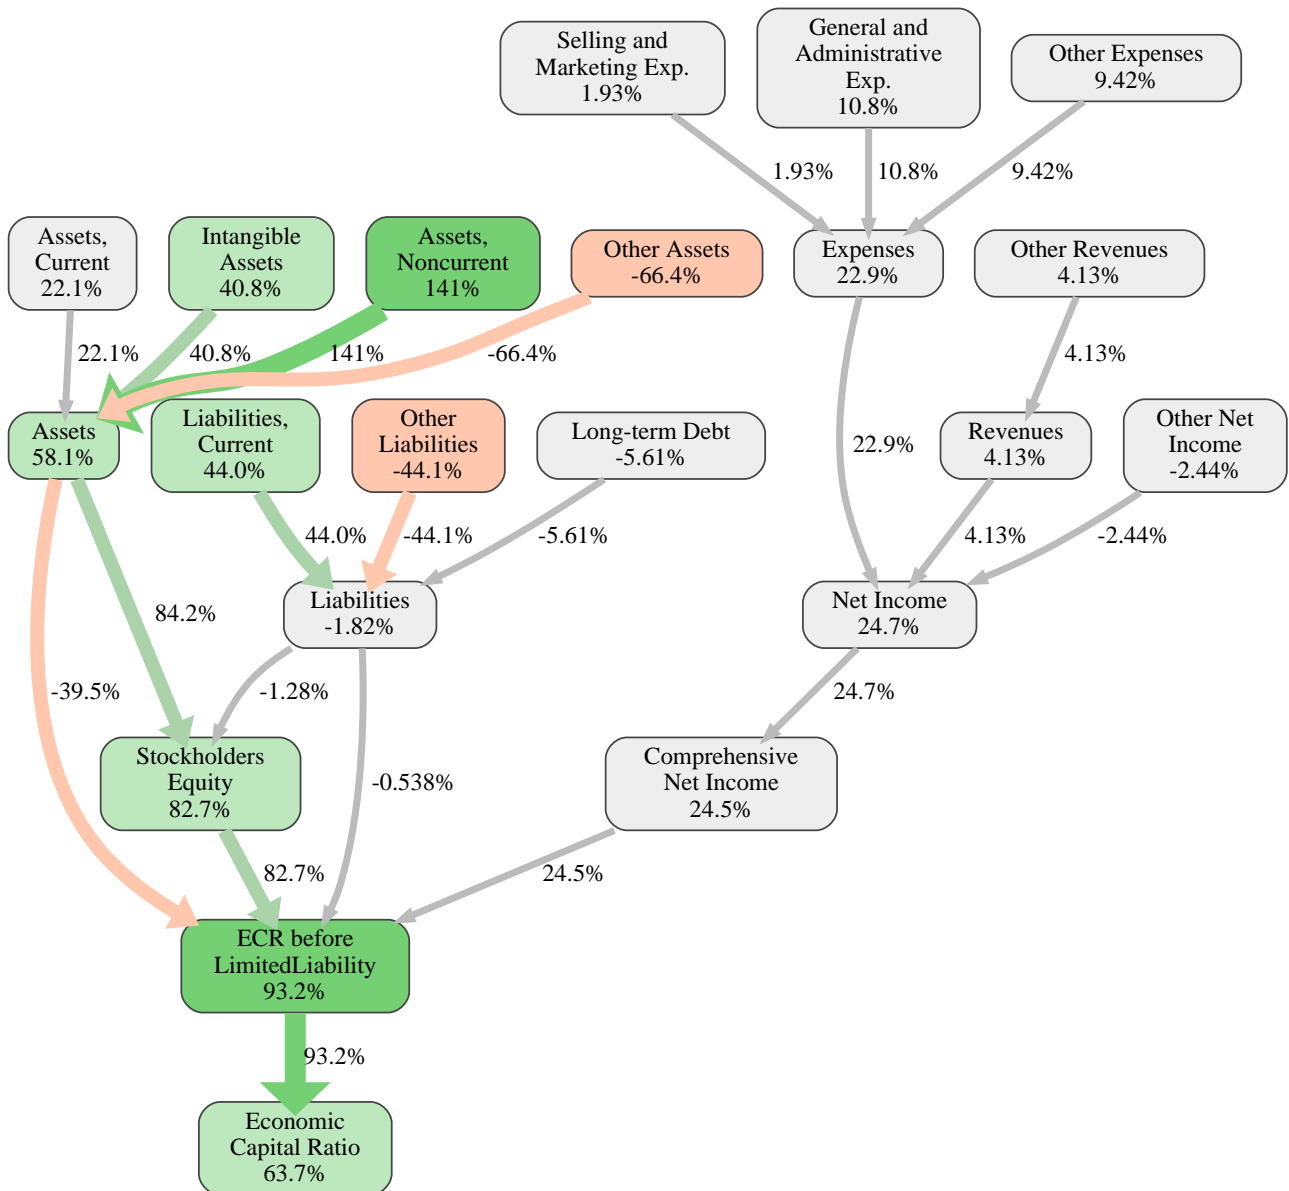 Selling and
Marketing Exp.
1.93%
General and
Administrative
Exp.
10.8%
Other Expenses
9.42%
1.93%
10.8%
9.42%
Assets,
Current
22.1%
Intangible
Assets
40.8%
Assets,
Noncurrent
141%
Other Assets
-66.4%
Expenses
22.9%
Other Revenues
4.13%
22.1%
40.8%
141%
-66.4%
4.13%
Assets
58.1%
Liabilities,
Current
44.0%
Other
Liabilities
-44.1%
Long-term Debt
-5.61%
22.9%
Revenues
4.13%
Other Net
Income
-2.44%
44.0%
-44.1%
-5.61%
4.13%
-2.44%
84.2%
Liabilities
-1.82%
Net Income
24.7%
-39.5%
-1.28%
24.7%
Stockholders
Equity
82.7%
-0.538%
Comprehensive
Net Income
24.5%
82.7%
24.5%
ECR before
LimitedLiability
93.2%
93.2%
Economic
Capital Ratio
63.7%